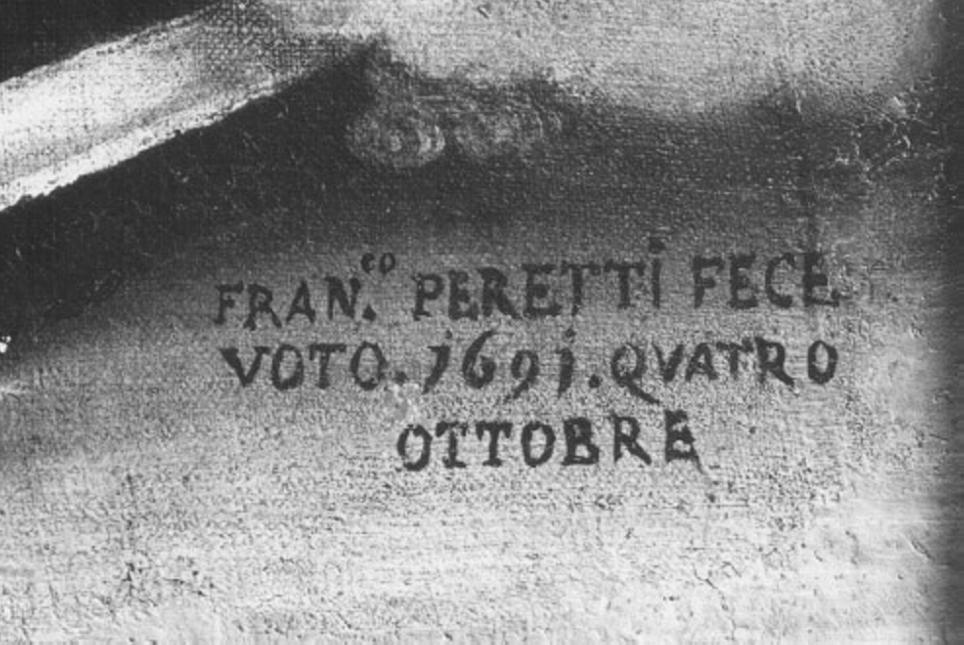 FRAN.co PERETTI FECE
VOTO. 1691. QVATRO
OTTOBRE